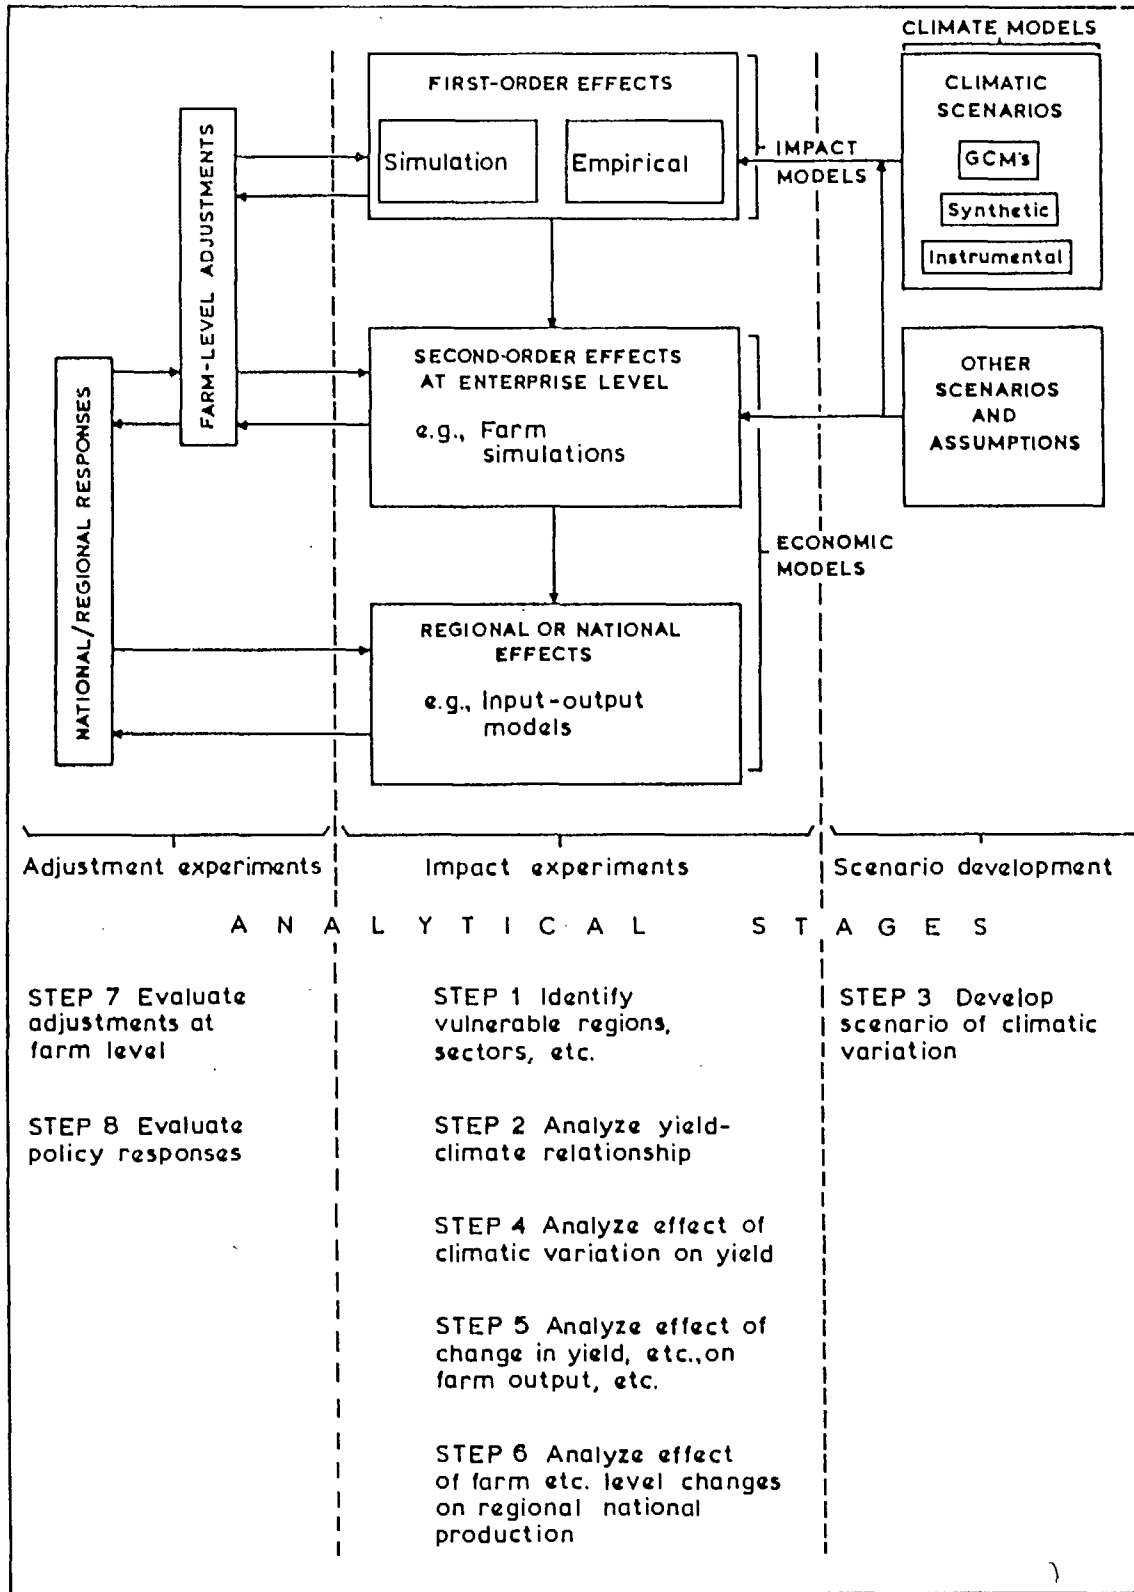 CLIMATE MODELS
FIRST-ORDER EFFECTS
Simulation
Empirical
IMPACT
MODELS
CLIMATIC
SCENARIOS
GCM's
Synthetic
Instrumental
FARM-LEVEL ADJUSTMENTS
NATIONAL/REGIONAL RESPONSES
SECOND-ORDER EFFECTS
AT ENTERPRISE LEVEL
e.g., Farm
simulations
OTHER
SCENARIOS
AND
ASSUMPTIONS
ECONOMIC
MODELS
REGIONAL OR NATIONAL
EFFECTS
e.g., Input-output
models
Adjustment experiments
Impact experiments
Scenario development
ANALYTICAL STAGES
STEP 7 Evaluate
adjustments at
farm level
STEP 8 Evaluate
policy responses
STEP 1 Identify
vulnerable regions,
sectors, etc.
STEP 2 Analyze yield-
climate relationship
STEP 4 Analyze effect of
climatic variation on yield
STEP 5 Analyze effect of
change in yield, etc., on
farm output, etc.
STEP 6 Analyze effect
of farm etc. level changes
on regional national
production
STEP 3 Develop
scenario of climatic
variation